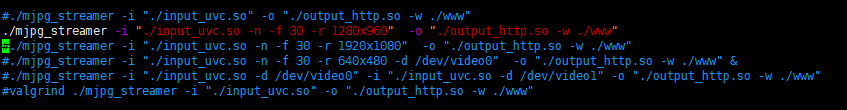 #./mjpg_streamer -i "./input_uvc.so" -o "./output_http.so -w ./www"
./mjpg_streamer -i "./input_uvc.so -n -f 30 -r 1280x960"  -o "./output_http.so -w ./www"
#./mjpg_streamer -i "./input_uvc.so -n -f 30 -r 1920x1080"  -o "./output_http.so -w ./www"
#./mjpg_streamer -i "./input_uvc.so -n -f 30 -r 640x480 -d /dev/video0"  -o "./output_http.so -w ./www" &
#./mjpg_streamer -i "./input_uvc.so -d /dev/video0" -i "./input_uvc.so -d /dev/video1" -o "./output_http.so -w ./www"
#valgrind ./mjpg_streamer -i "./input_uvc.so" -o "./output_http.so -w ./www"